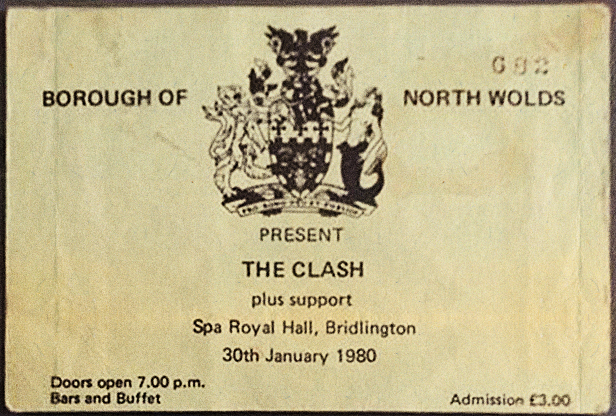 682
BOROUGH OF NORTH WOLDS
PRESENT
THE CLASH
plus support
Spa Royal Hall, Bridlington
30th January 1980
Doors open 7.00 p.m.
Bars and Buffet
Admission £3.00